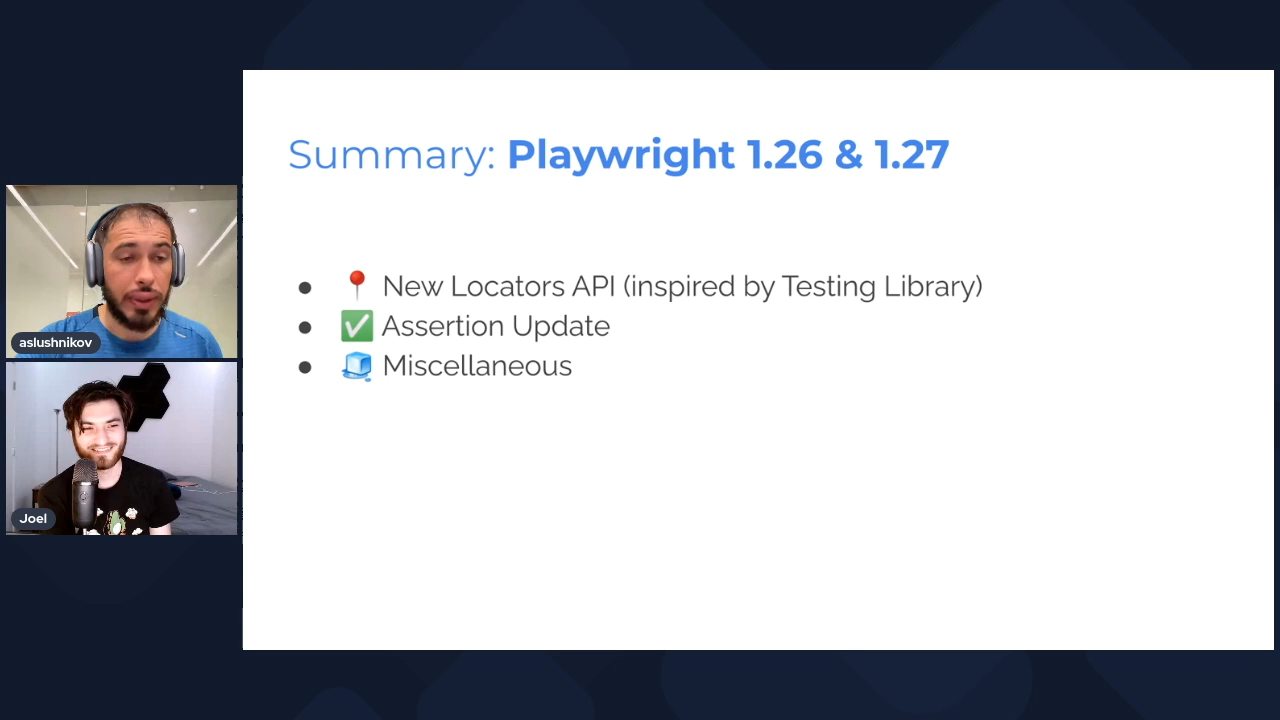 Summary: Playwright 1.26 & 1.27
● 📍 New Locators API (inspired by Testing Library)
● ✅ Assertion Update
● 🧊 Miscellaneous
aslushnikov
Joel